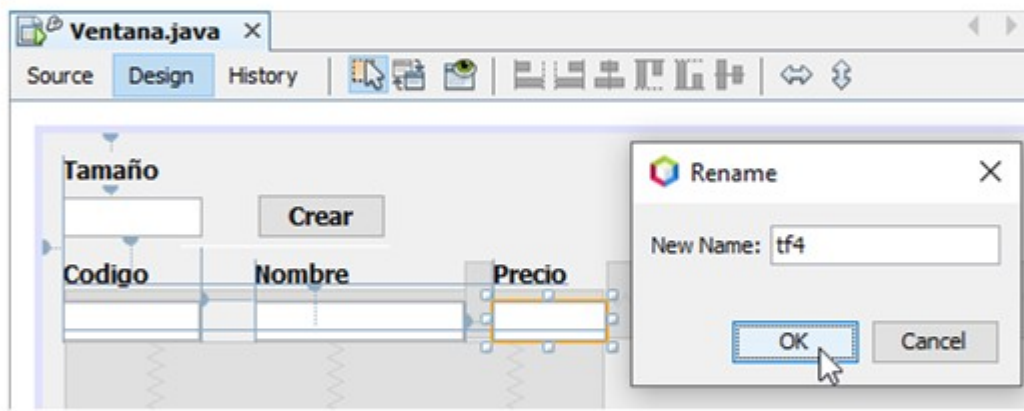 Ventana.java
Source Design History
Tamaño
Crear
Codigo Nombre Precio
Rename
New Name: tf4
OK Cancel